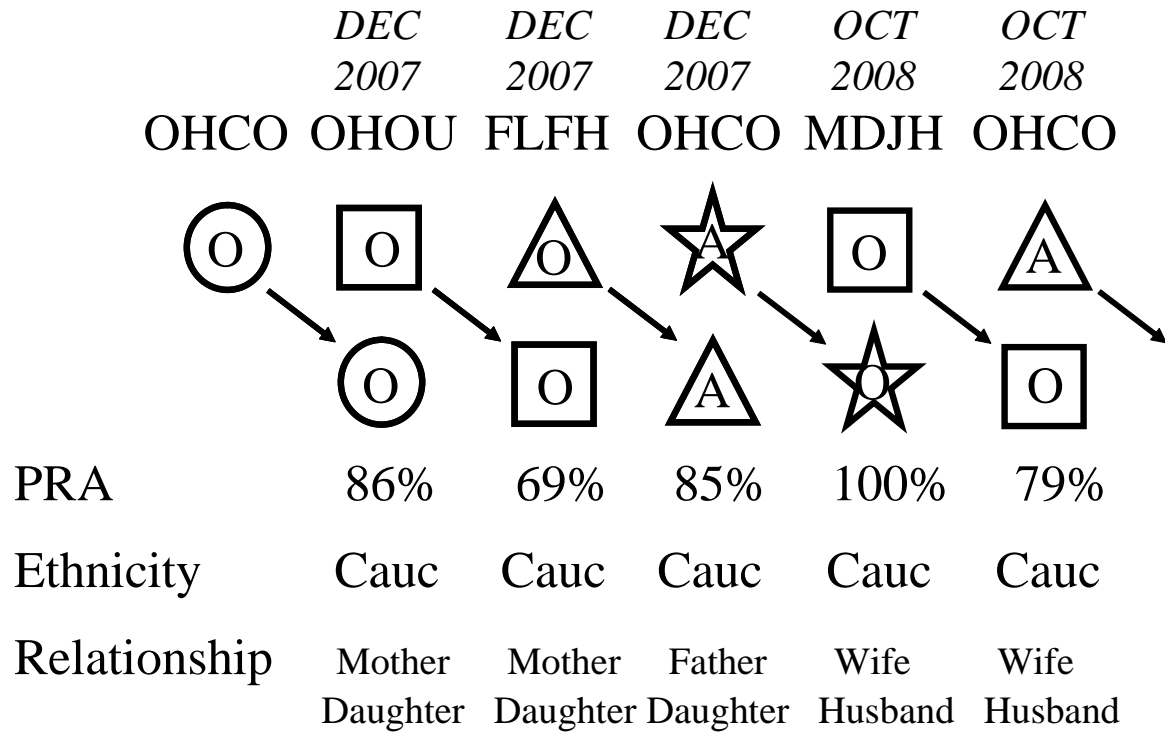 DEC DEC DEC OCT OCT
2007 2007 2007 2008 2008
OHCO OHOU FLFH OHCO MDJH OHCO
O O O A O A
O O A O O
PRA 86% 69% 85% 100% 79%
Ethnicity Cauc Cauc Cauc Cauc Cauc
Relationship Mother Mother Father Wife Wife
Daughter Daughter Daughter Husband Husband